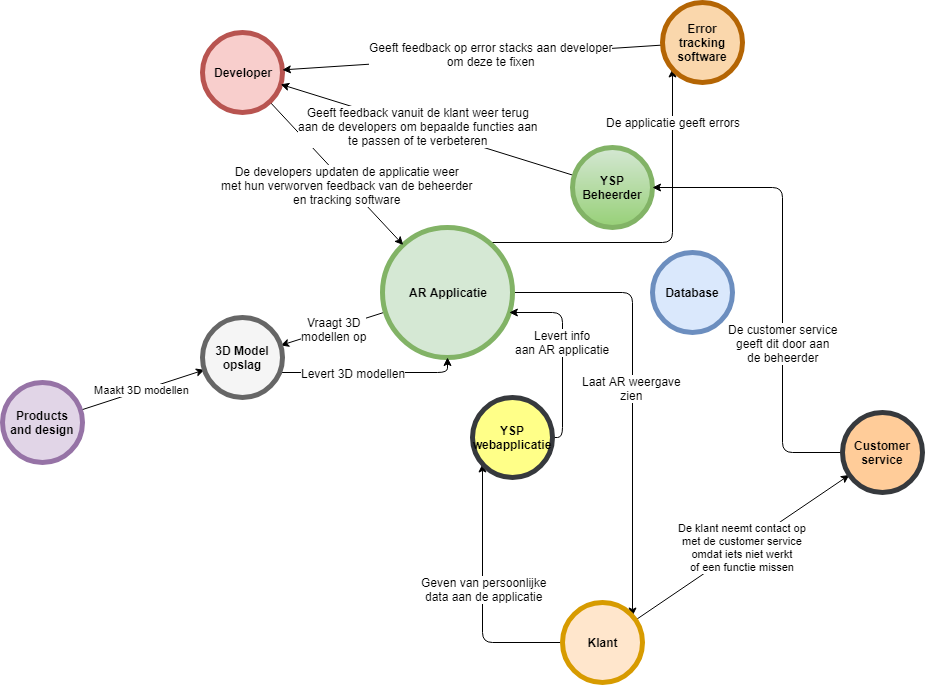 Error
tracking
software
Geeft feedback op error stacks aan developer
om deze te fixen
Developer
Geeft feedback vanuit de klant weer terug
aan de developers om bepaalde functies aan
te passen of te verbeteren
De applicatie geeft errors
De developers updaten de applicatie weer
met hun verworven feedback van de beheerder
en tracking software
YSP
Beheerder
AR Applicatie
Database
Vraagt 3D
modellen op
Levert info
aan AR applicatie
De customer service
geeft dit door aan
de beheerder
3D Model
opslag
Levert 3D modellen
Maakt 3D modellen
Laat AR weergave
zien
Products
and design
YSP
webapplicatie
Customer
service
De klant neemt contact op
met de customer service
omdat iets niet werkt
of een functie missen
Geven van persoonlijke
data aan de applicatie
Klant